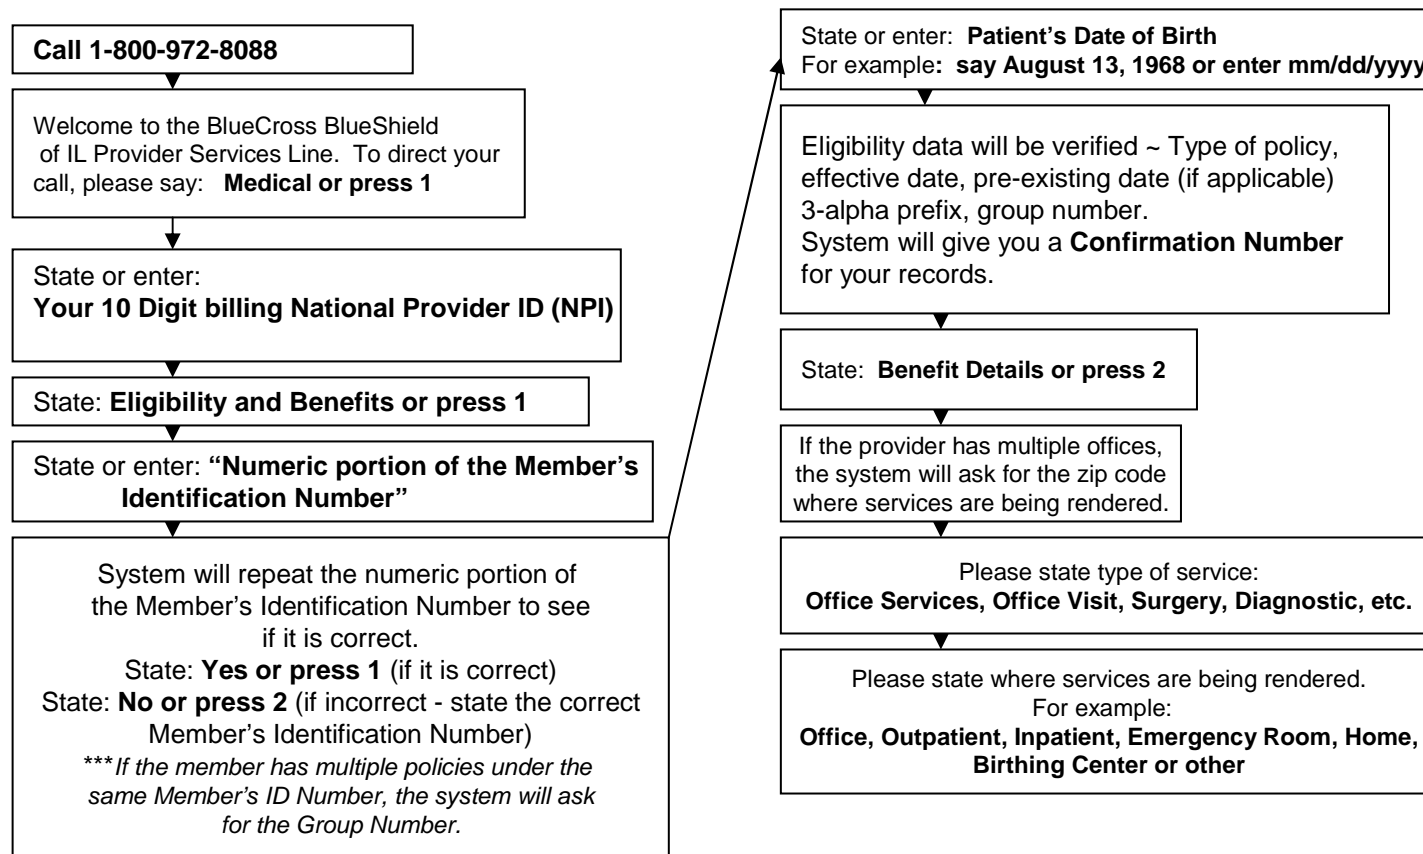 Call 1-800-972-8088
Welcome to the BlueCross BlueShield
of IL Provider Services Line. To direct your
call, please say: Medical or press 1
State or enter:
Your 10 Digit billing National Provider ID (NPI)
State: Eligibility and Benefits or press 1
State or enter: “Numeric portion of the Member’s
Identification Number”
System will repeat the numeric portion of
the Member’s Identification Number to see
if it is correct.
State: Yes or press 1 (if it is correct)
State: No or press 2 (if incorrect - state the correct
Member’s Identification Number)
***If the member has multiple policies under the
same Member’s ID Number, the system will ask
for the Group Number.
State or enter: Patient’s Date of Birth
For example: say August 13, 1968 or enter mm/dd/yyyy
Eligibility data will be verified ~ Type of policy,
effective date, pre-existing date (if applicable)
3-alpha prefix, group number.
System will give you a Confirmation Number
for your records.
State: Benefit Details or press 2
If the provider has multiple offices,
the system will ask for the zip code
where services are being rendered.
Please state type of service:
Office Services, Office Visit, Surgery, Diagnostic, etc.
Please state where services are being rendered.
For example:
Office, Outpatient, Inpatient, Emergency Room, Home,
Birthing Center or other